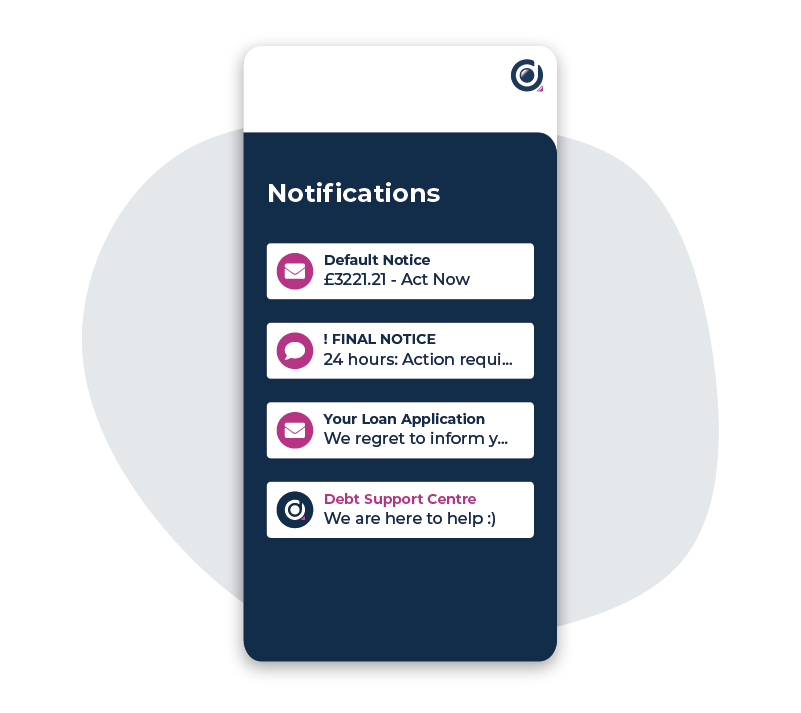 Notifications
Default Notice
£3221.21 - Act Now
! FINAL NOTICE
24 hours: Action requi...
Your Loan Application
We regret to inform y...
Debt Support Centre
We are here to help :)